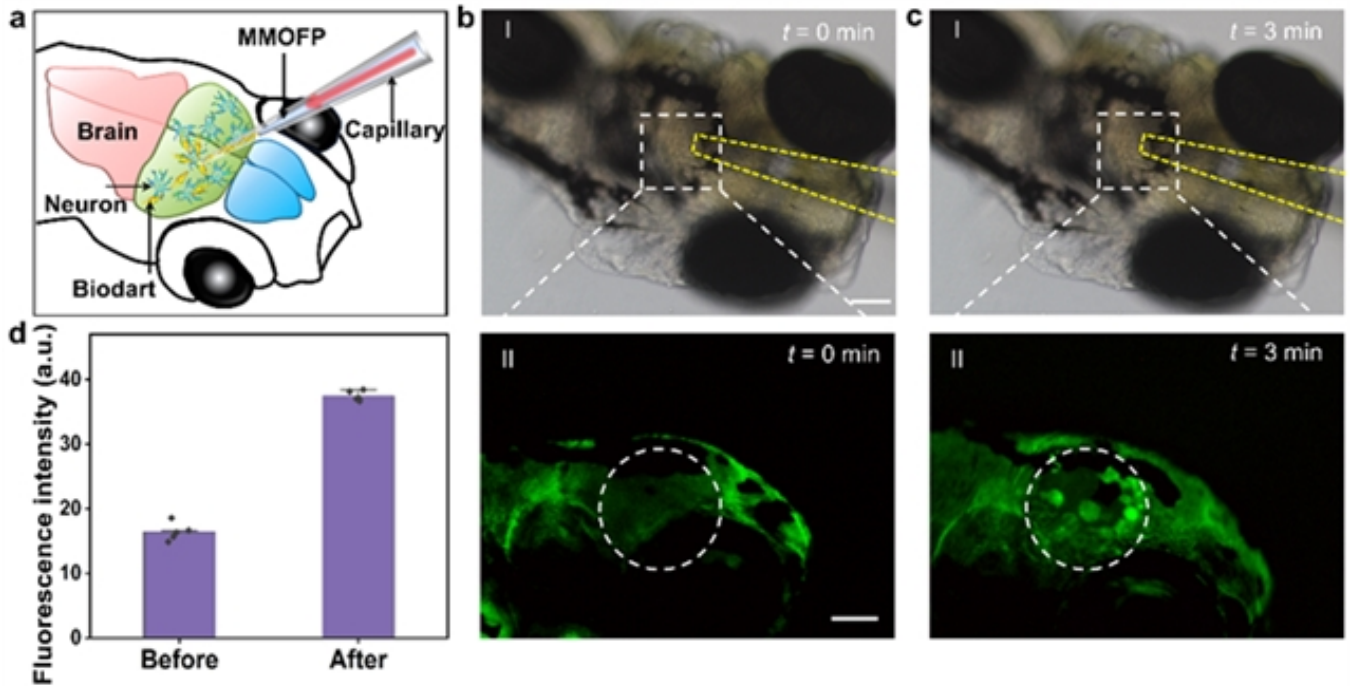 a
MMOFP
Brain
Capillary
Neuron
Biodart
b
I
t = 0 min
c
I
t = 3 min
d
Fluorescence intensity (a.u.)
40
30
20
10
0
Before
After
II
t = 0 min
II
t = 3 min